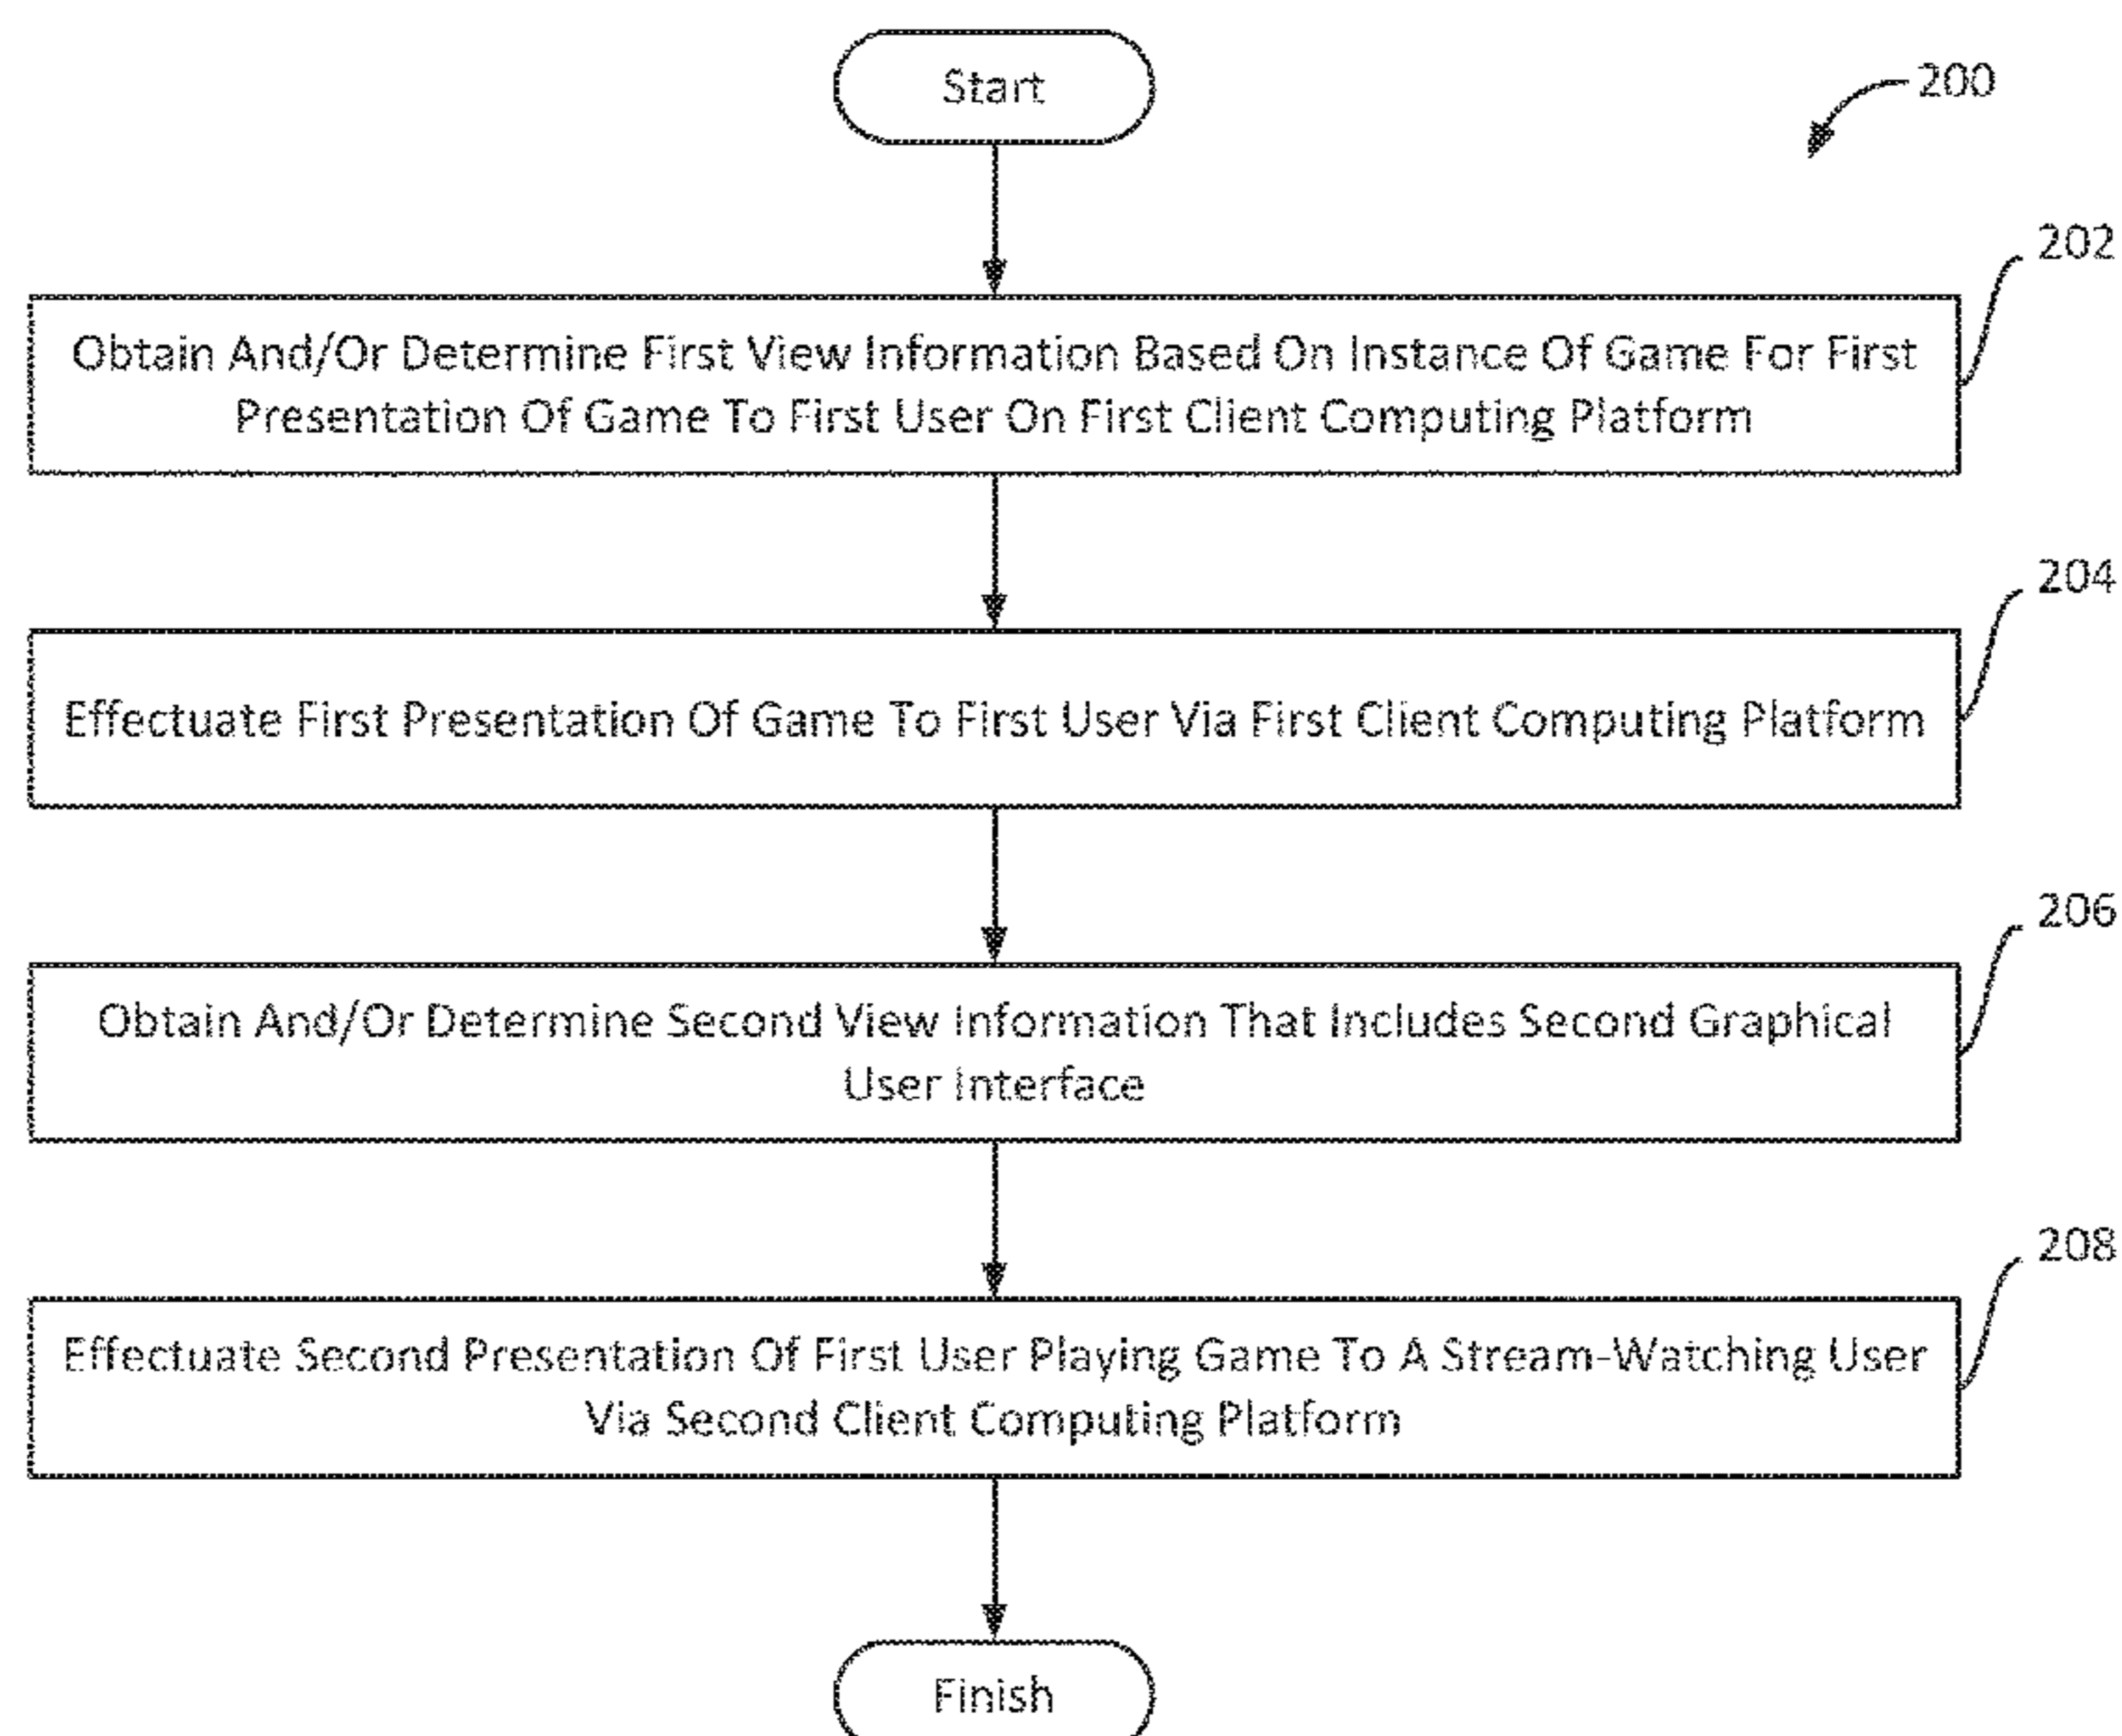 Start
200
202
Obtain And/Or Determine First View Information Based On Instance Of Game For First
Presentation Of Game To First User On First Client Computing Platform
204
Effectuate First Presentation Of Game To First User Via First Client Computing Platform
206
Obtain And/Or Determine Second View Information That Includes Second Graphical
User Interface
208
Effectuate Second Presentation Of First User Playing Game To A Stream-Watching User
Via Second Client Computing Platform
Finish